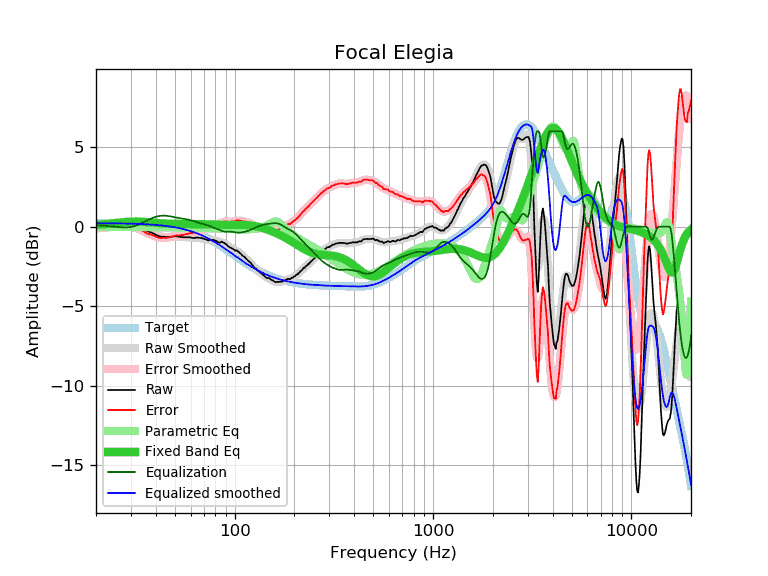 Focal Elegia
Amplitude (dBr)
5
0
−5
−10
−15
Target
Raw Smoothed
Error Smoothed
Raw
Error
Parametric Eq
Fixed Band Eq
Equalization
Equalized smoothed
100
1000
10000
Frequency (Hz)